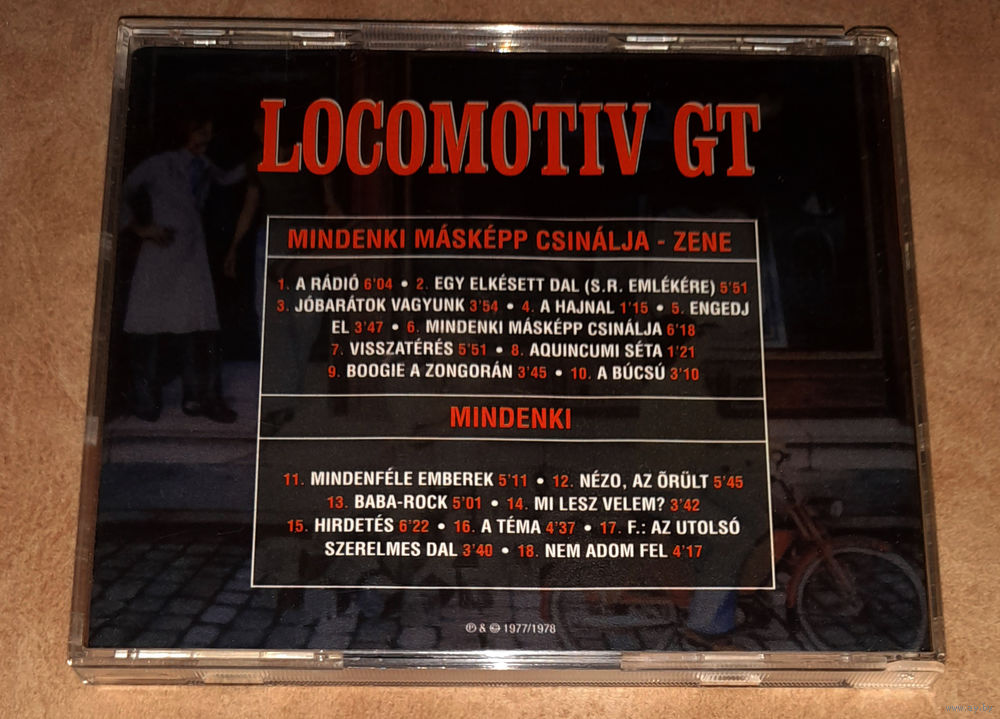 LOCOMOTIV GT
MINDENKI MÁSKÉPP CSINÁLJA - ZENE
1. A RÁDIÓ 6'04 • 2. EGY ELKÉSETT DAL (S.R. EMLÉKÉRE) 5'51
3. JÓBARÁTOK VAGYUNK 3'54 • 4. A HAJNAL 1'15 • 5. ENGEDJ
EL 3'47 • 6. MINDENKI MÁSKÉPP CSINÁLJA 6'18
7. VISSZATÉRÉS 5'51 • 8. AQUINCUMI SÉTA 1'21
9. BOOGIE A ZONGORÁN 3'45 • 10. A BÚCSÚ 3'10
MINDENKI
11. MINDENFÉLE EMBEREK 5'11 • 12. NÉZO, AZ ÕRÜLT 5'45
13. BABA-ROCK 5'01 • 14. MI LESZ VELEM? 3'42
15. HIRDETÉS 6'22 • 16. A TÉMA 4'37 • 17. F.: AZ UTOLSÓ
SZERELMES DAL 3'40 • 18. NEM ADOM FEL 4'17
℗ & © 1977/1978